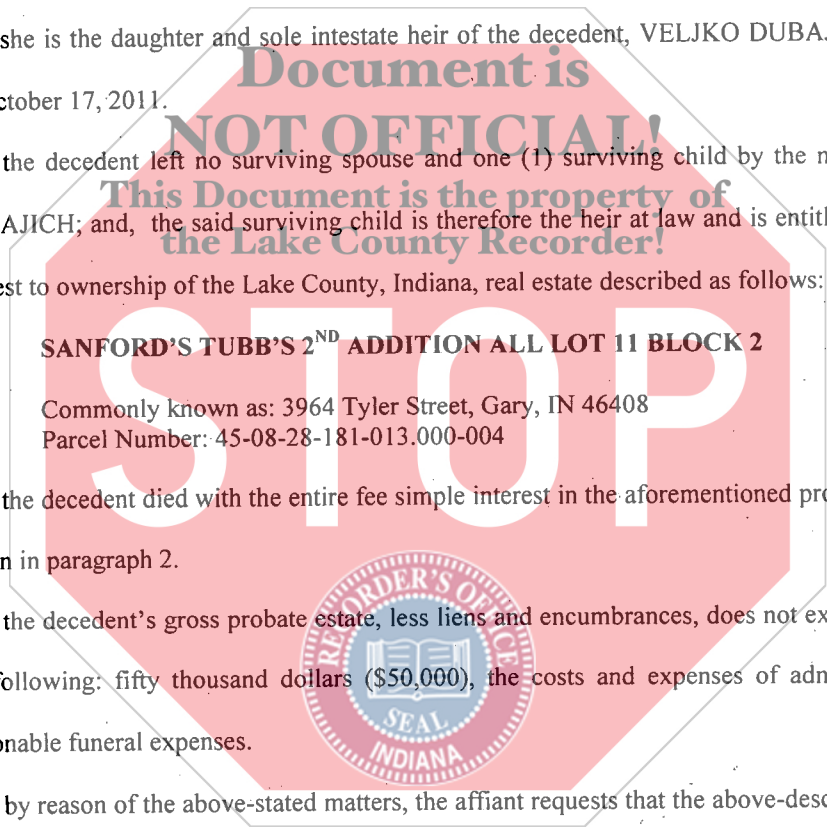 she is the daughter and sole intestate heir of the decedent, VELJKO DUBA
Document is
ctober 17, 2011.
NOT OFFICIAL!
the decedent left no surviving spouse and one (1) surviving child by the n
This Document is the property of
AJICH; and, the said surviving child is therefore the heir at law and is entitl
the Lake County Recorder!
est to ownership of the Lake County, Indiana, real estate described as follows:
STOP
SANFORD'S TUBB'S 2ND ADDITION ALL LOT 11 BLOCK 2
Commonly known as: 3964 Tyler Street, Gary, IN 46408
Parcel Number: 45-08-28-181-013.000-004
the decedent died with the entire fee simple interest in the aforementioned pro
n in paragraph 2.
RECORDER'S OFFICE
the decedent's gross probate estate, less liens and encumbrances, does not ex
ollowing: fifty thousand dollars ($50,000), the costs and expenses of adn
SEAL
onable funeral expenses.
INDIANA
by reason of the above-stated matters, the affiant requests that the above-desc